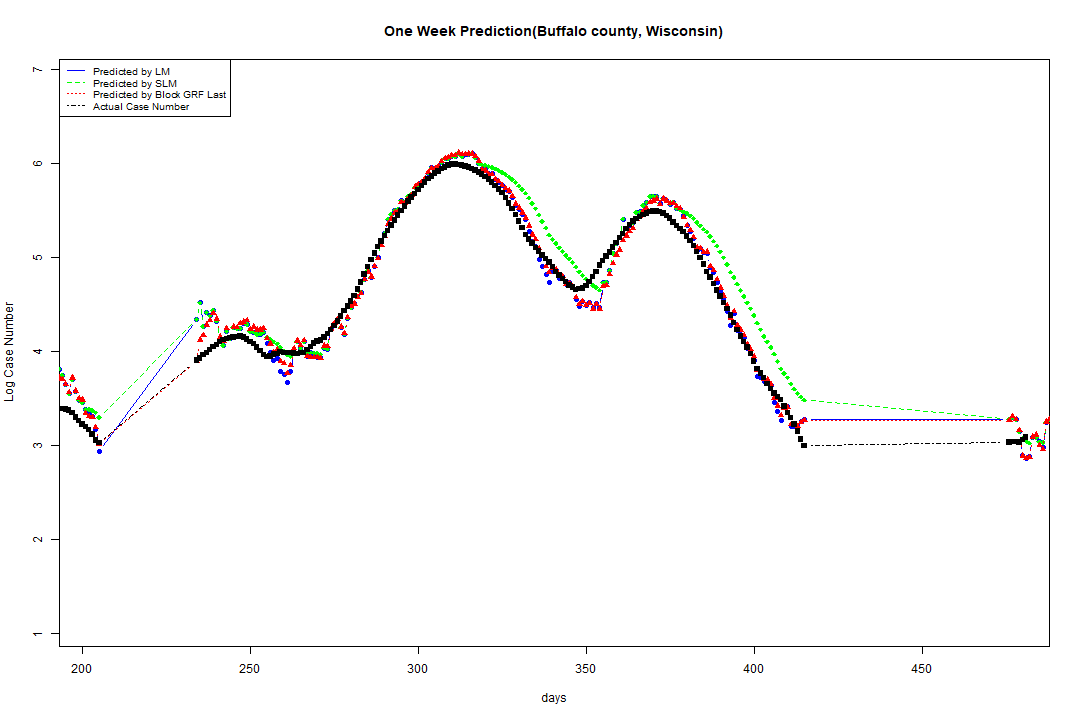 One Week Prediction(Buffalo county, Wisconsin)
Predicted by LM
Predicted by SLM
Predicted by Block GRF Last
Actual Case Number
7
6
5
4
3
2
1
Log Case Number
200 250 300 350 400 450
days